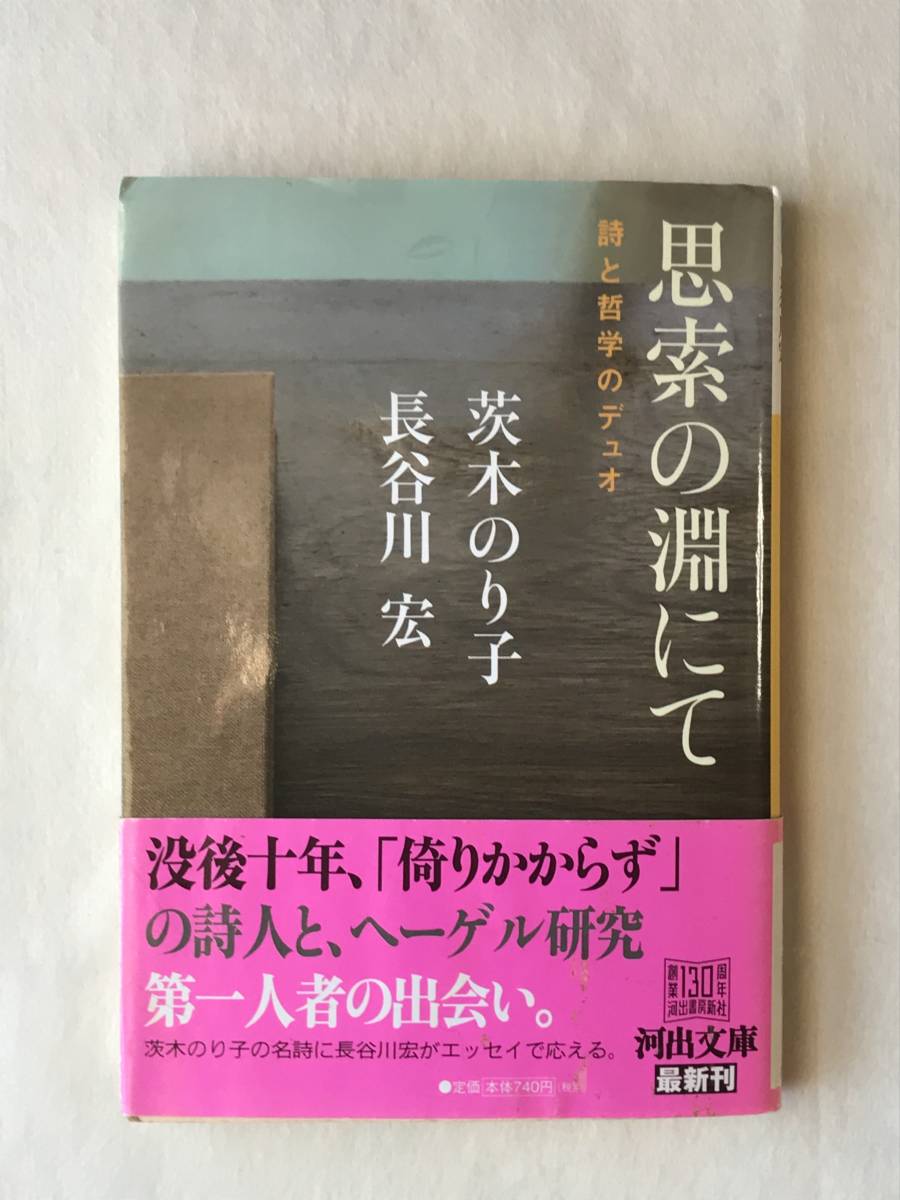 思索の淵にて
詩と哲学のデュオ
茨木のり子
長谷川 宏
没後十年、「倚りかからず」
の詩人と、ヘーゲル研究
第一人者の出会い。
茨木のり子の名詩に長谷川宏がエッセイで応える。
●定価 本体740円
創業130周年
河出書房新社
河出文庫
最新刊